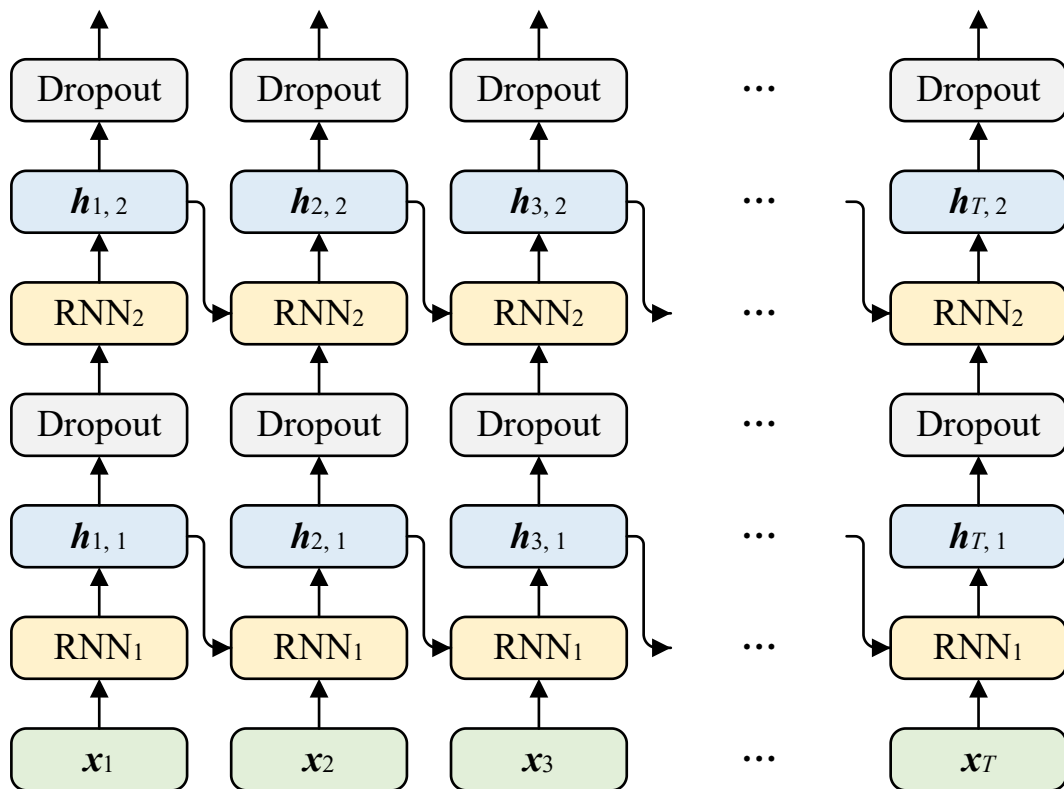 Dropout Dropout Dropout ... Dropout
h1, 2 h2, 2 h3, 2 ... hT, 2
RNN2 RNN2 RNN2 ... RNN2
Dropout Dropout Dropout ... Dropout
h1, 1 h2, 1 h3, 1 ... hT, 1
RNN1 RNN1 RNN1 ... RNN1
x1 x2 x3 ... xT